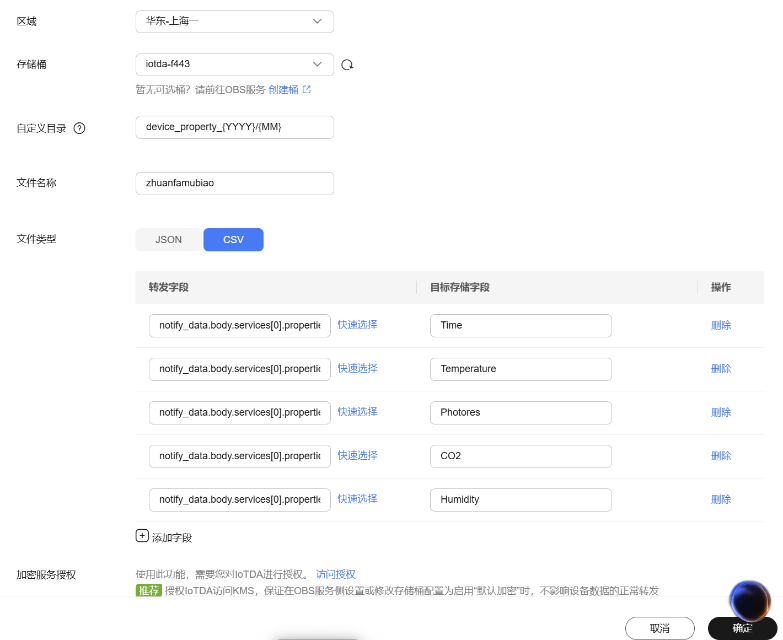 区域 华东-上海一
存储桶 iotda-f443
暂无可选桶？请前往OBS服务 创建桶
自定义目录 ? device_property_{YYYY}/{MM}
文件名称 zhuanfamubiao
文件类型 JSON CSV
转发字段 目标存储字段 操作
notify_data.body.services[0].propertie 快速选择 Time 删除
notify_data.body.services[0].propertie 快速选择 Temperature 删除
notify_data.body.services[0].propertie 快速选择 Photores 删除
notify_data.body.services[0].propertie 快速选择 CO2 删除
notify_data.body.services[0].propertie 快速选择 Humidity 删除
添加字段
加密服务授权 使用此功能，需要您对IoTDA进行授权。 访问授权
推荐 授权IoTDA访问KMS，保证在OBS服务侧设置或修改存储桶配置为启用“默认加密”时，不影响设备数据的正常转发
取消 确定